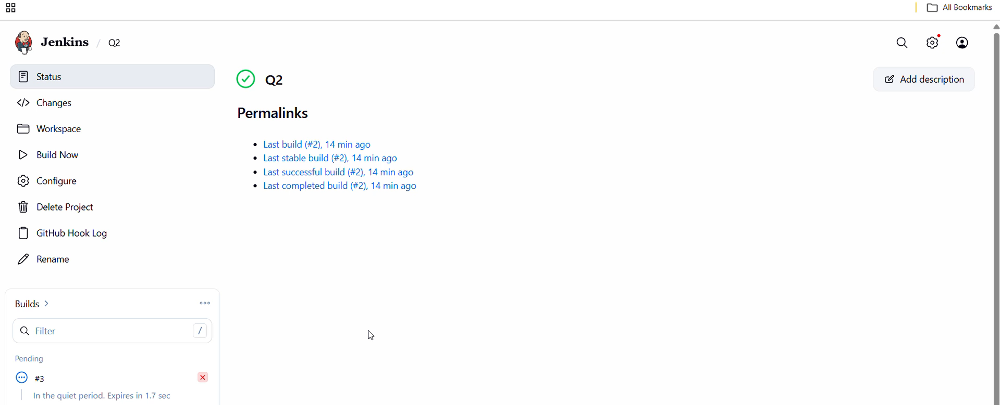 All Bookmarks
Jenkins / Q2
Status
Changes
Workspace
Build Now
Configure
Delete Project
GitHub Hook Log
Rename
Builds
Filter /
Pending
#3
In the quiet period. Expires in 1.7 sec
Q2
Add description
Permalinks
Last build (#2), 14 min ago
Last stable build (#2), 14 min ago
Last successful build (#2), 14 min ago
Last completed build (#2), 14 min ago